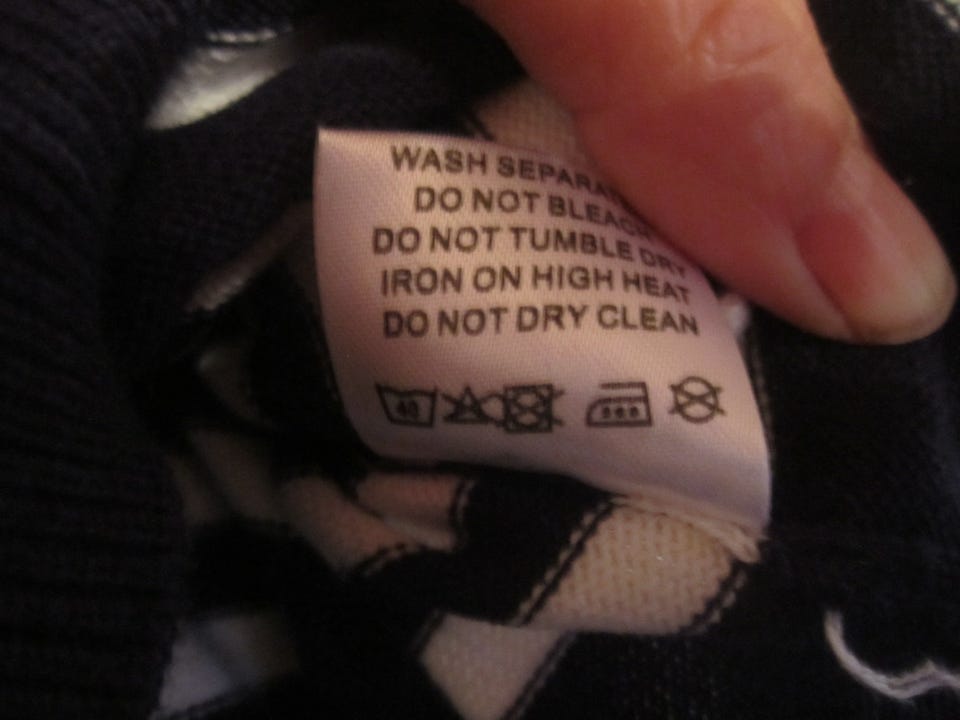 WASH SEPARA
DO NOT BLEAC
DO NOT TUMBLE DRY
IRON ON HIGH HEAT
DO NOT DRY CLEAN
40